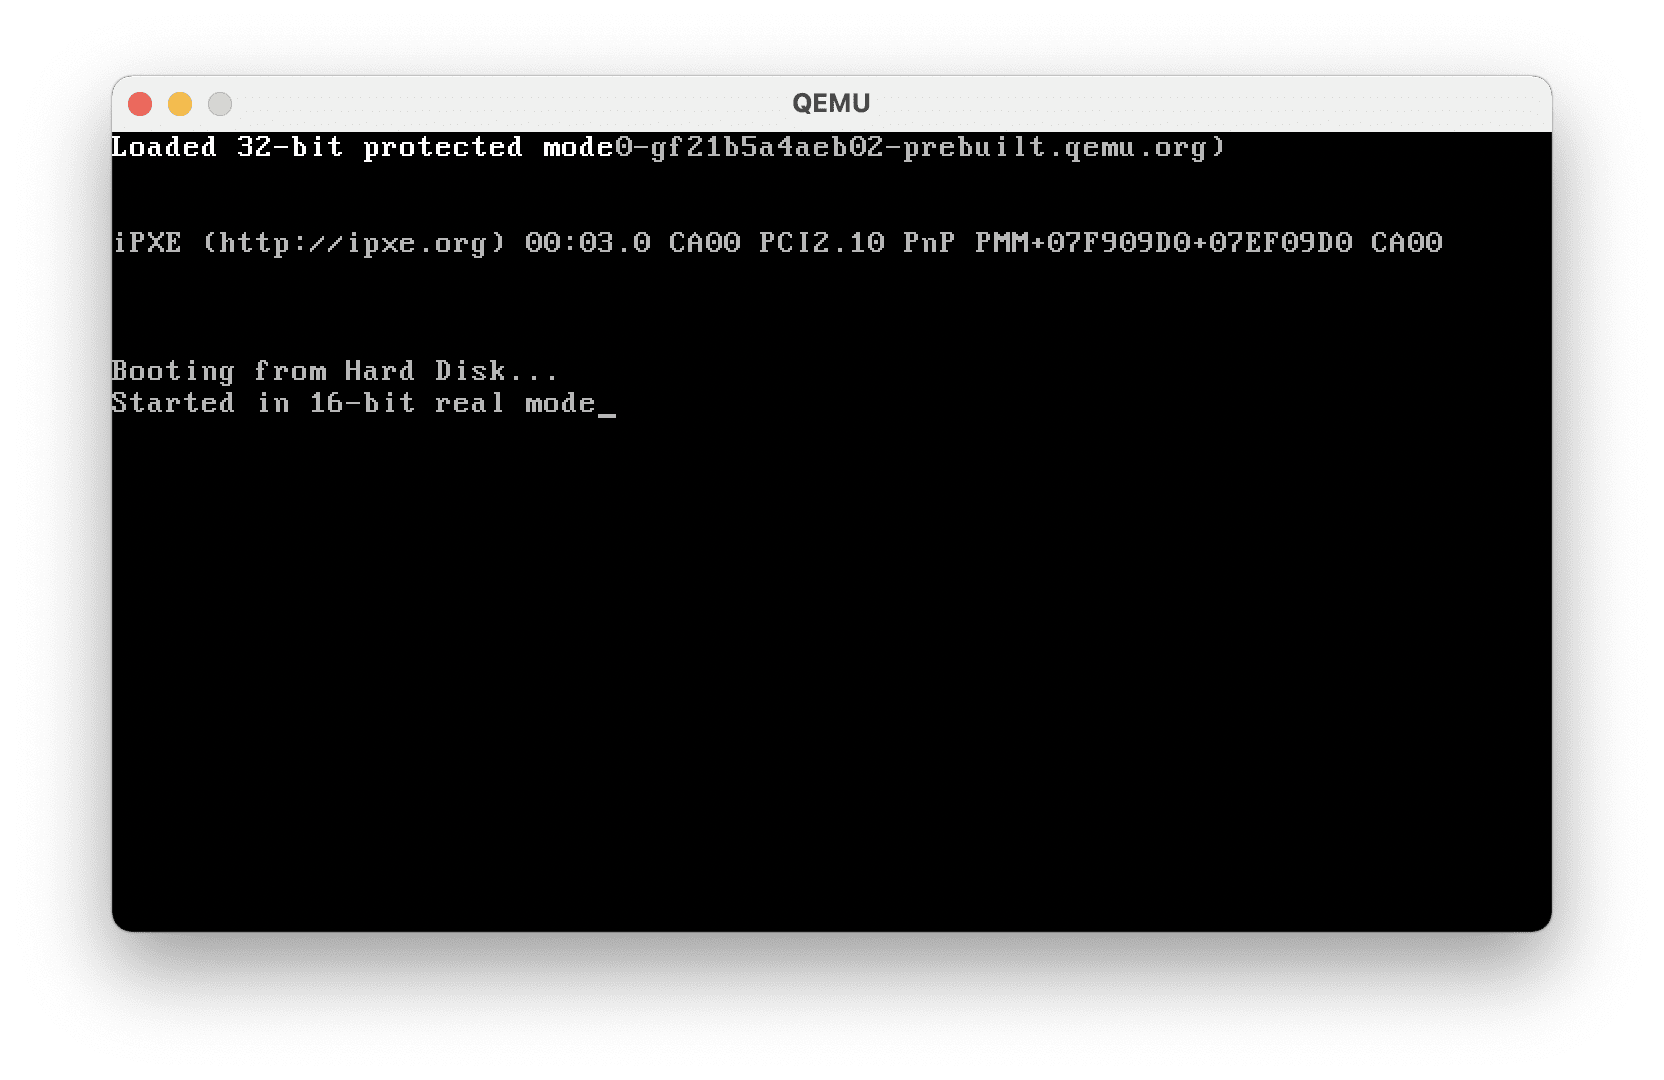 QEMU
Loaded 32-bit protected mode0-gf21b5a4aeb02-prebuilt.qemu.org)
iPXE (http://ipxe.org) 00:03.0 CA00 PCI2.10 PnP PMM+07F909D0+07EF09D0 CA00
Booting from Hard Disk...
Started in 16-bit real mode_